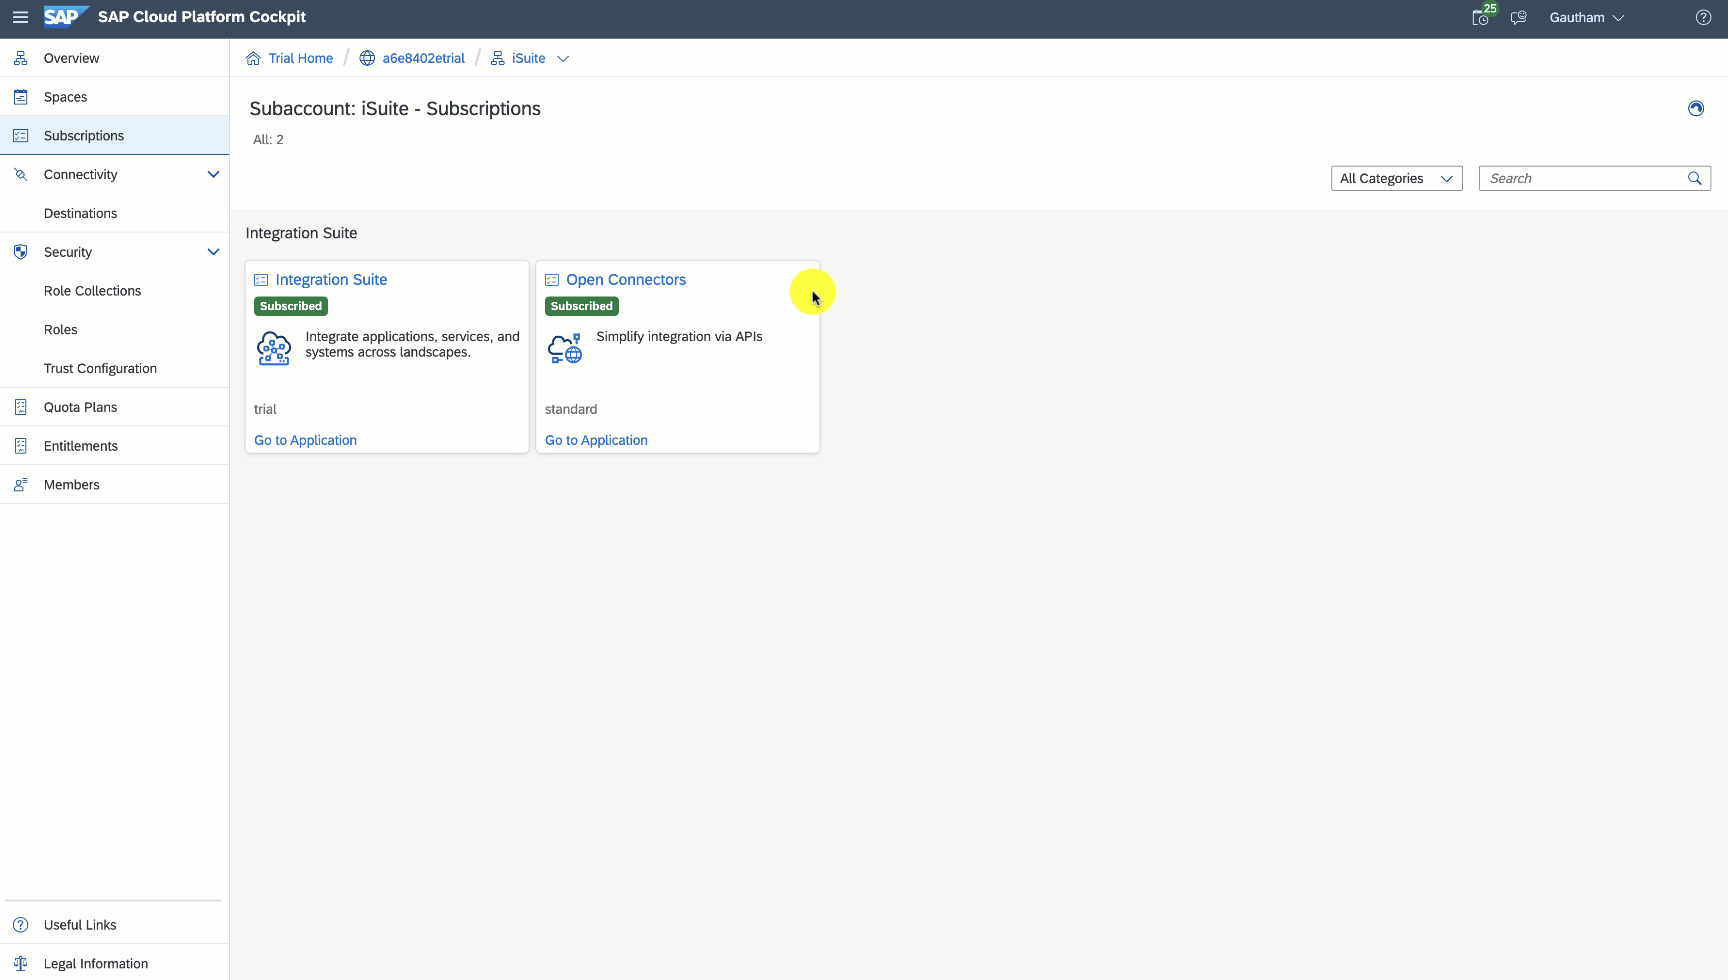 SAP SAP Cloud Platform Cockpit
25
Gautham
Overview
Spaces
Subscriptions
Connectivity
Destinations
Security
Role Collections
Roles
Trust Configuration
Quota Plans
Entitlements
Members
Useful Links
Legal Information
Trial Home / a6e8402etrial / iSuite
Subaccount: iSuite - Subscriptions
All: 2
All Categories
Search
Integration Suite
Integration Suite
Subscribed
Integrate applications, services, and
systems across landscapes.
trial
Go to Application
Open Connectors
Subscribed
Simplify integration via APIs
standard
Go to Application